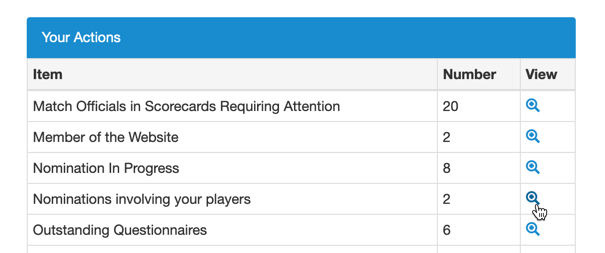 Your Actions
Item Number View
Match Officials in Scorecards Requiring Attention 20
Member of the Website 2
Nomination In Progress 8
Nominations involving your players 2
Outstanding Questionnaires 6